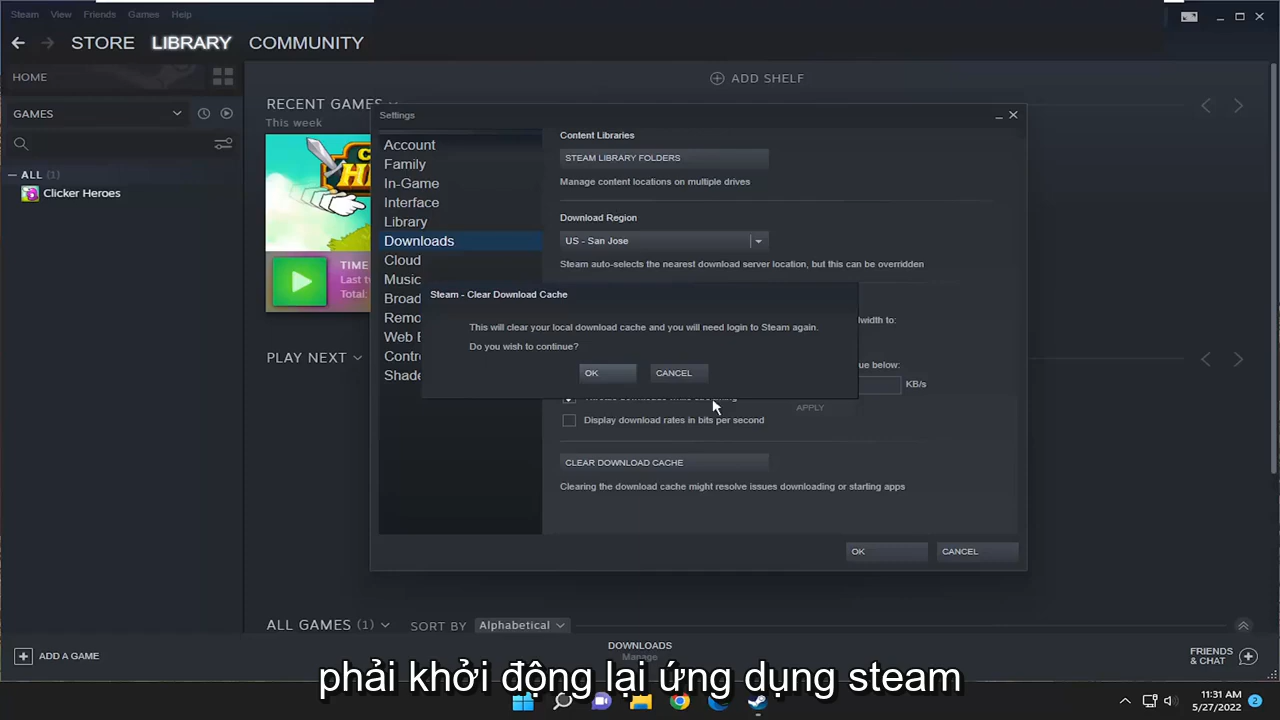 Steam View Friends Games Help
STORE LIBRARY COMMUNITY
HOME
ADD SHELF
GAMES
RECENT GAMES
This week
ALL (1)
Clicker Heroes
TIME
Last
Total:
PLAY NEXT
Settings
Account
Family
In-Game
Interface
Library
Downloads
Cloud
Music
Content Libraries
STEAM LIBRARY FOLDERS
Manage content locations on multiple drives
Download Region
US - San Jose
Steam auto-selects the nearest download server location, but this can be overridden
Steam - Clear Download Cache
This will clear your local download cache and you will need login to Steam again.
Do you wish to continue?
OK CANCEL
to:
below:
KB/s
APPLY
Display download rates in bits per second
CLEAR DOWNLOAD CACHE
Clearing the download cache might resolve issues downloading or starting apps
OK CANCEL
ALL GAMES (1) SORT BY Alphabetical
ADD A GAME
DOWNLOADS
Manage
FRIENDS
& CHAT
phải khởi động lại ứng dụng steam
11:31 AM
5/27/2022
2